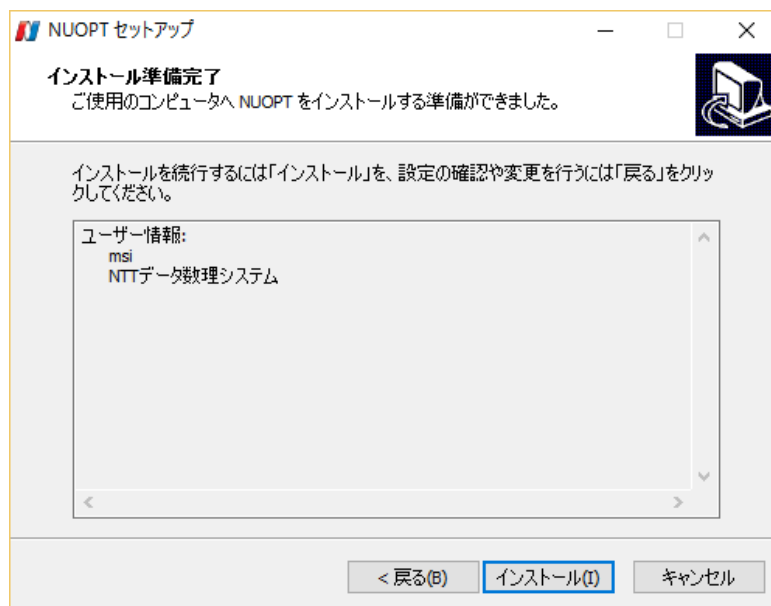 NUOPT セットアップ
インストール準備完了
ご使用のコンピュータへ NUOPT をインストールする準備ができました。
インストールを続行するには「インストール」を、設定の確認や変更を行うには「戻る」をクリッ
クしてください。
ユーザー情報:
msi
NTTデータ数理システム
< 戻る(B)
インストール(I)
キャンセル